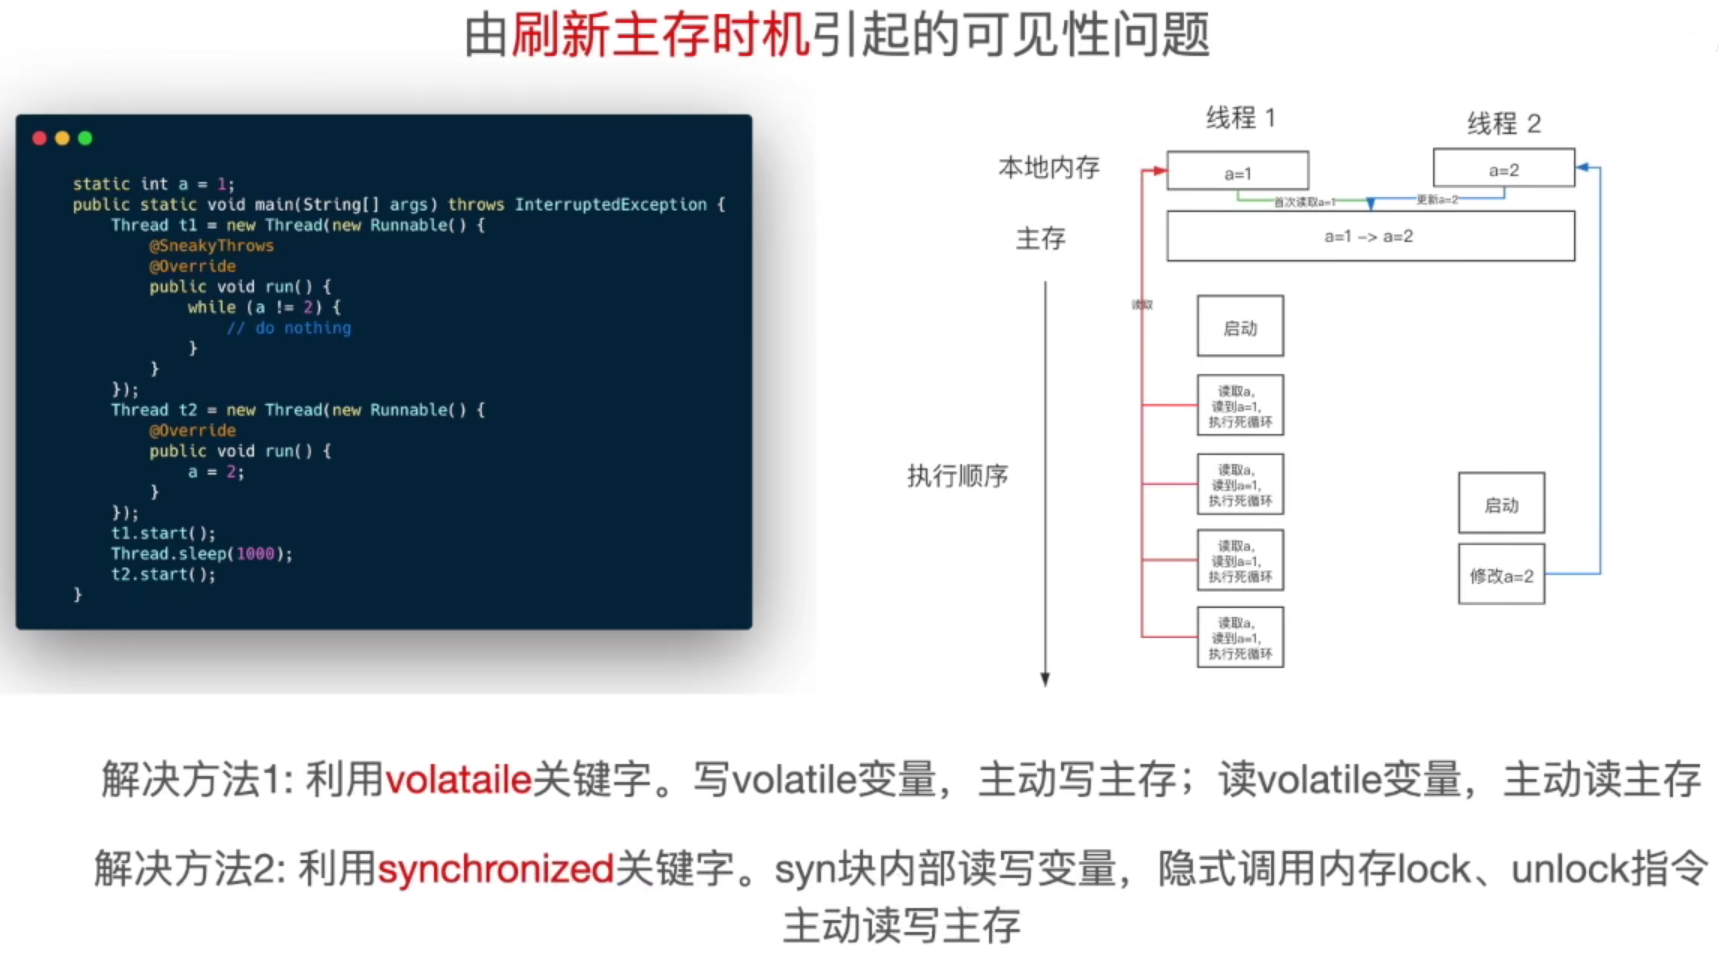 由刷新主存时机引起的可见性问题
static int a = 1;
public static void main(String[] args) throws InterruptedException {
Thread t1 = new Thread(new Runnable() {
@SneakyThrows
@Override
public void run() {
while (a != 2) {
// do nothing
}
}
});
Thread t2 = new Thread(new Runnable() {
@Override
public void run() {
a = 2;
}
});
t1.start();
Thread.sleep(1000);
t2.start();
}
线程 1
线程 2
本地内存
a=1
a=2
首次读取a=1
更新a=2
主存
a=1 -> a=2
读取
启动
读取a,
读到a=1,
执行死循环
执行顺序
读取a,
读到a=1,
执行死循环
启动
读取a,
读到a=1,
执行死循环
修改a=2
读取a,
读到a=1,
执行死循环
解决方法1: 利用volataile关键字。写volatile变量，主动写主存；读volatile变量，主动读主存
解决方法2: 利用synchronized关键字。syn块内部读写变量，隐式调用内存lock、unlock指令
主动读写主存